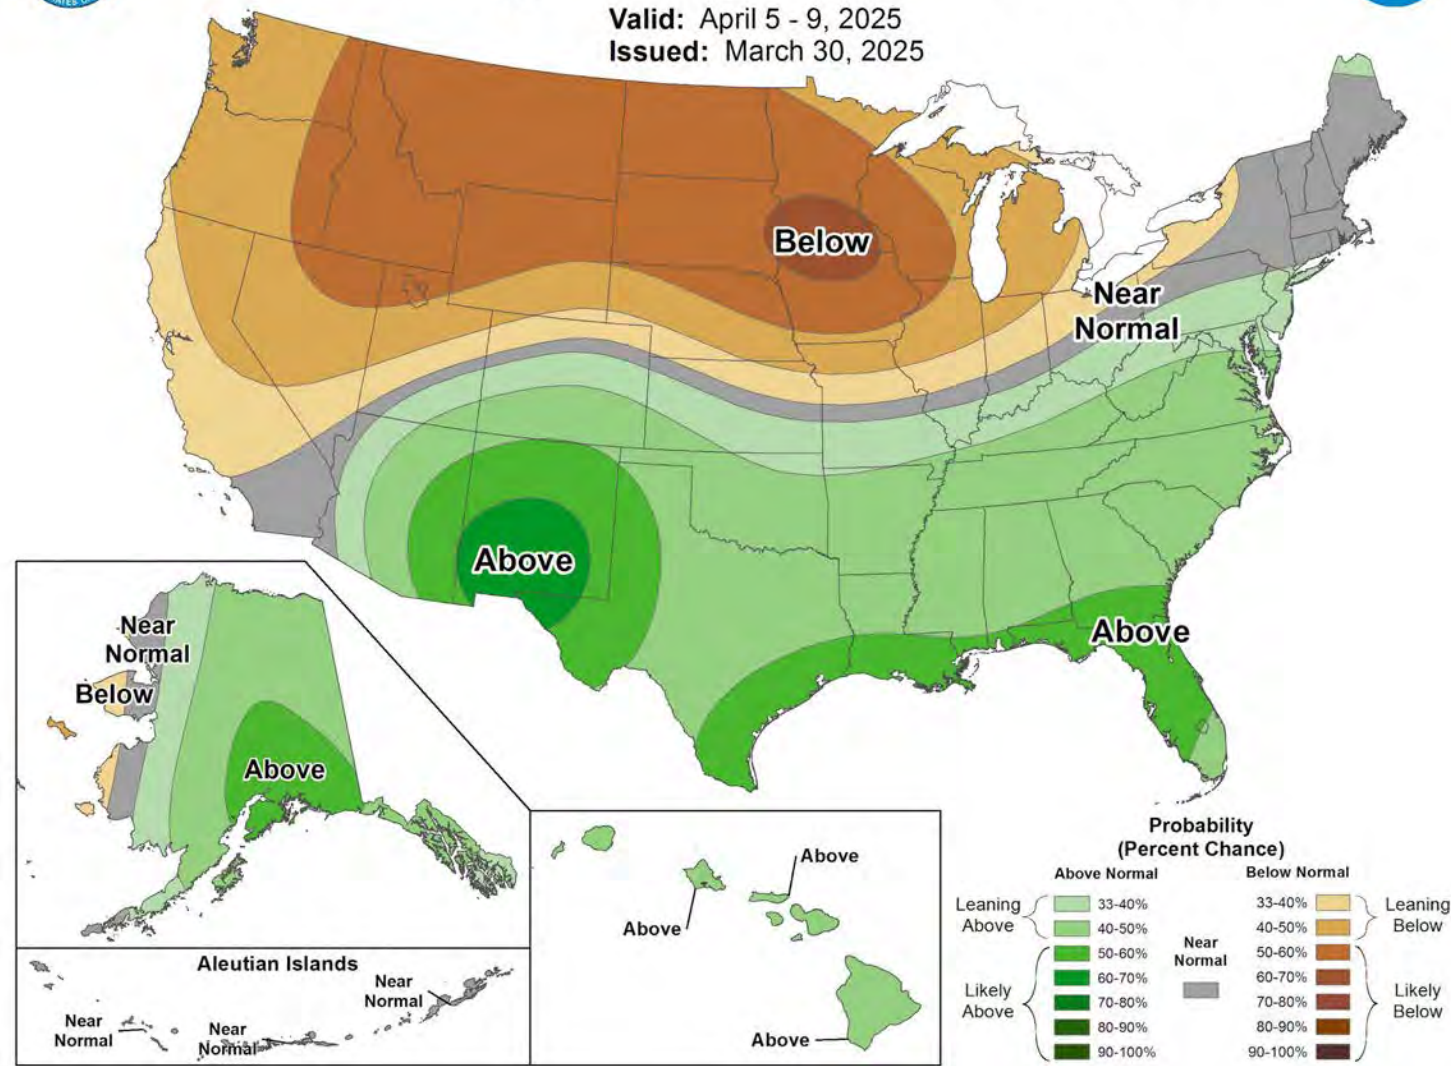 Valid: April 5 - 9, 2025
Issued: March 30, 2025
Below
Near
Normal
Above
Above
Near
Normal
Below
Above
Above
Above
Above
Aleutian Islands
Near
Normal
Near
Normal
Near
Normal
Probability
(Percent Chance)
Above Normal
Below Normal
Leaning
Above
33-40%
40-50%
50-60%
60-70%
70-80%
80-90%
90-100%
Likely
Above
Near
Normal
33-40%
40-50%
50-60%
60-70%
70-80%
80-90%
90-100%
Leaning
Below
Likely
Below